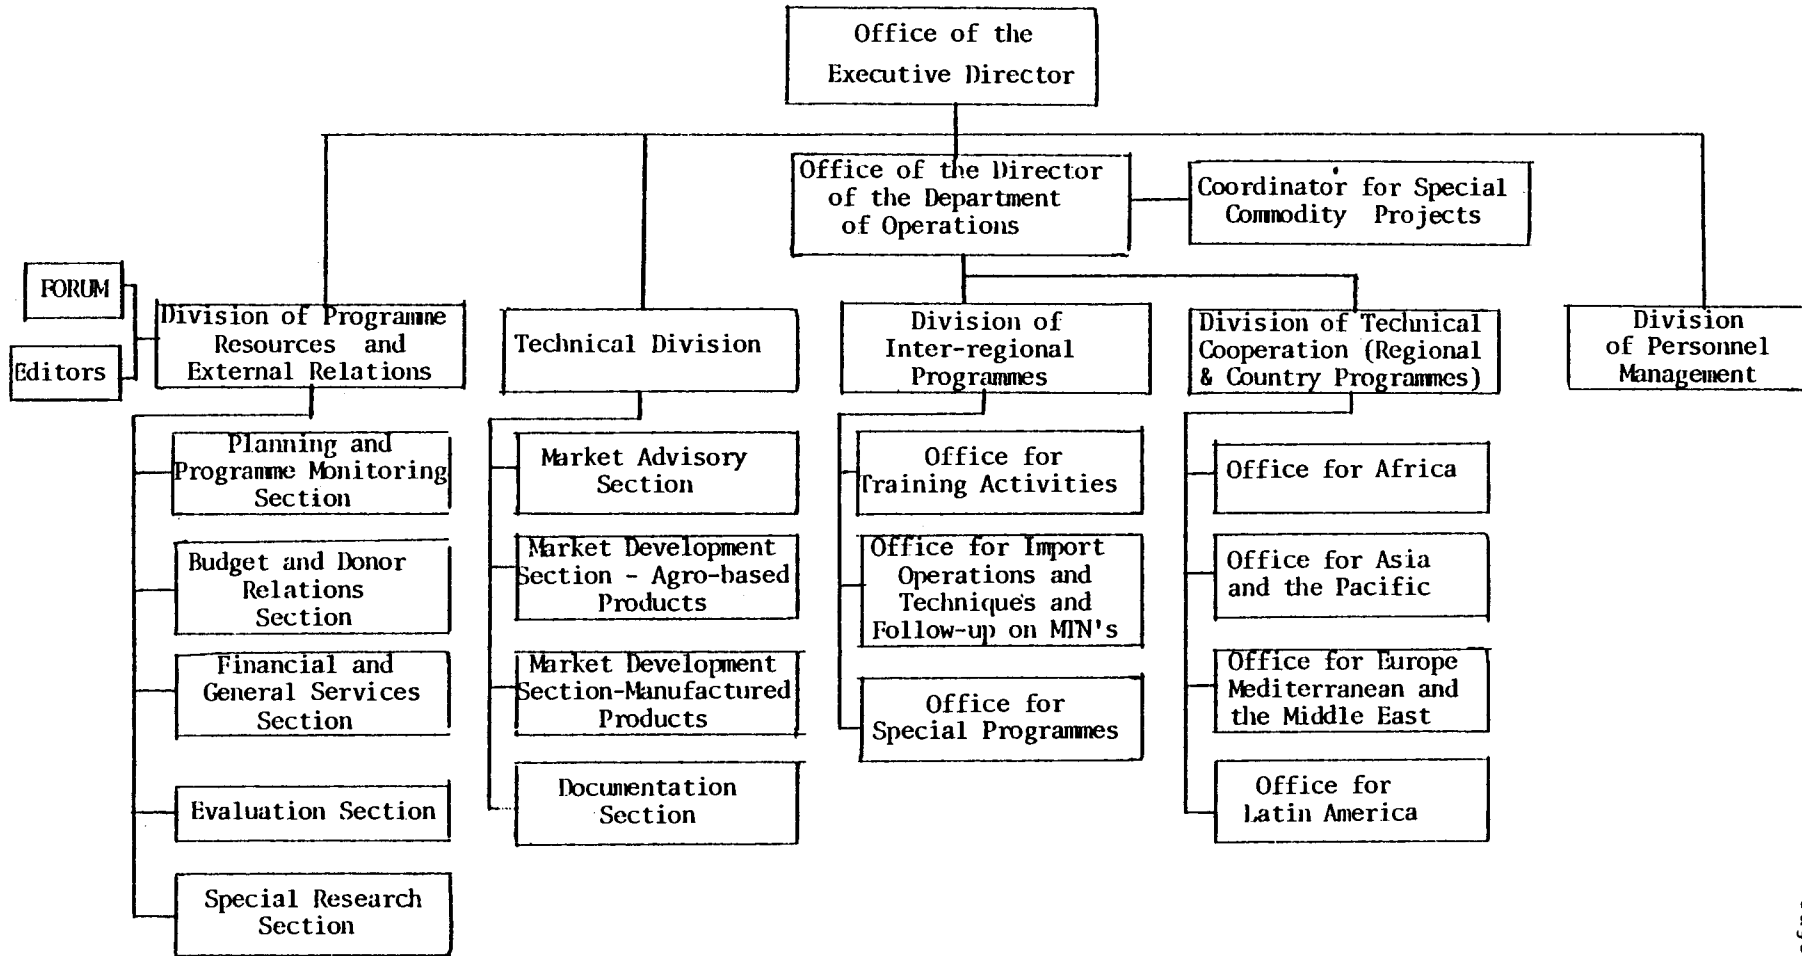 Office of the
Executive Director
Office of the Director
of the Department
of Operations
Coordinator for Special
Commodity Projects
FORUM
Editors
Division of Programme
Resources and
External Relations
Technical Division
Division of
Inter-regional
Programmes
Division of Technical
Cooperation (Regional
& Country Programmes)
Division
of Personnel
Management
Planning and
Programme Monitoring
Section
Budget and Donor
Relations
Section
Financial and
General Services
Section
Evaluation Section
Special Research
Section
Market Advisory
Section
Market Development
Section - Agro-based
Products
Market Development
Section-Manufactured
Products
Documentation
Section
Office for
Training Activities
Office for Import
Operations and
Techniques and
Follow-up on MTN's
Office for
Special Programmes
Office for Africa
Office for Asia
and the Pacific
Office for Europe
Mediterranean and
the Middle East
Office for
Latin America